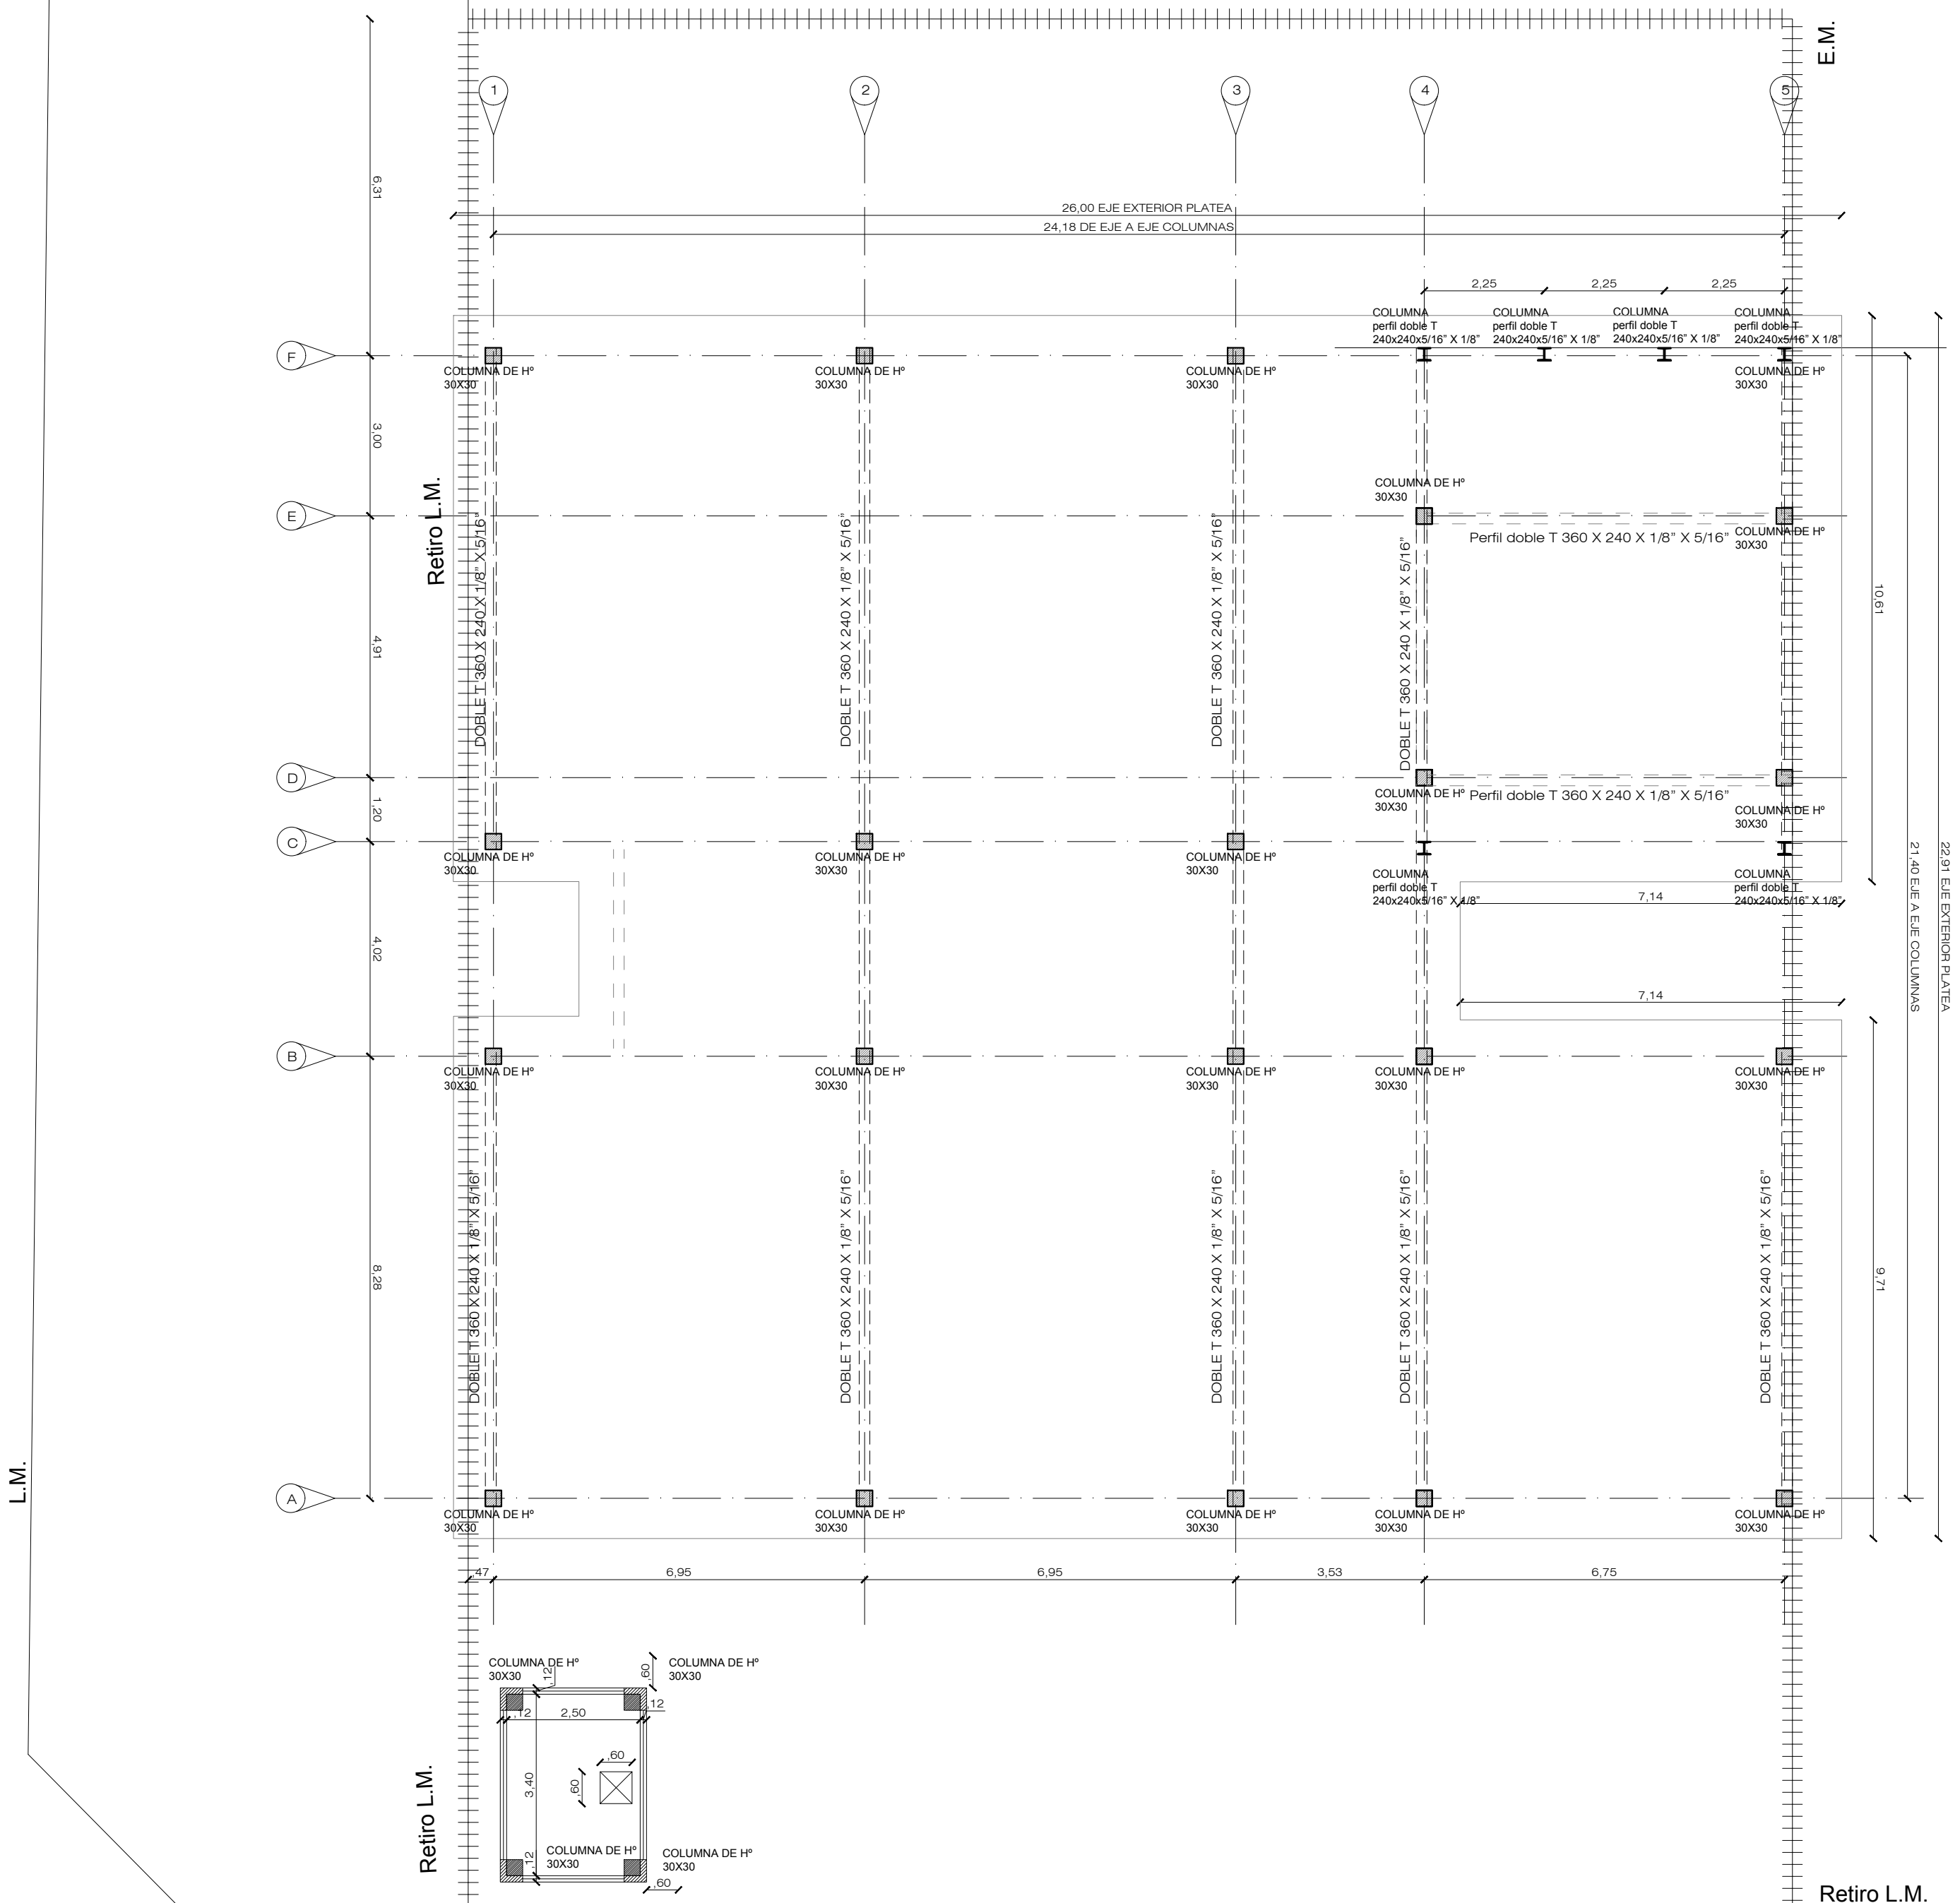 E.M.
1
2
3
4
5
6,31
26,00 EJE EXTERIOR PLATEA
24,18 DE EJE A EJE COLUMNAS
2,25
2,25
2,25
COLUMNA
perfil doble T
240x240x5/16" X 1/8"
COLUMNA
perfil doble T
240x240x5/16" X 1/8"
COLUMNA
perfil doble T
240x240x5/16" X 1/8"
COLUMNA
perfil doble T
240x240x5/16" X 1/8"
F
COLUMNA DE Hº
30X30
COLUMNA DE Hº
30X30
COLUMNA DE Hº
30X30
COLUMNA DE Hº
30X30
3,00
Retiro L.M.
COLUMNA DE Hº
30X30
E
COLUMNA DE Hº
30X30
Perfil doble T 360 X 240 X 1/8" X 5/16"
DOBLE T 360 X 240 X 1/8" X 5/16"
DOBLE T 360 X 240 X 1/8" X 5/16"
DOBLE T 360 X 240 X 1/8" X 5/16"
DOBLE T 360 X 240 X 1/8" X 5/16"
10,61
4,91
D
COLUMNA DE Hº
30X30
Perfil doble T 360 X 240 X 1/8" X 5/16"
COLUMNA DE Hº
30X30
1,20
C
COLUMNA DE Hº
30X30
COLUMNA DE Hº
30X30
COLUMNA DE Hº
30X30
COLUMNA
perfil doble T
240x240x5/16" X 1/8"
COLUMNA
perfil doble T
240x240x5/16" X 1/8"
7,14
21,40 EJE A EJE COLUMNAS
22,91 EJE EXTERIOR PLATEA
4,02
7,14
B
COLUMNA DE Hº
30X30
COLUMNA DE Hº
30X30
COLUMNA DE Hº
30X30
COLUMNA DE Hº
30X30
COLUMNA DE Hº
30X30
8,28
DOBLE T 360 X 240 X 1/8" X 5/16"
DOBLE T 360 X 240 X 1/8" X 5/16"
DOBLE T 360 X 240 X 1/8" X 5/16"
DOBLE T 360 X 240 X 1/8" X 5/16"
DOBLE T 360 X 240 X 1/8" X 5/16"
9,71
L.M.
A
COLUMNA DE Hº
30X30
COLUMNA DE Hº
30X30
COLUMNA DE Hº
30X30
COLUMNA DE Hº
30X30
COLUMNA DE Hº
30X30
,47
6,95
6,95
3,53
6,75
COLUMNA DE Hº
30X30
,12
,60
COLUMNA DE Hº
30X30
,12
,12
2,50
,60
,60
3,40
Retiro L.M.
,12
COLUMNA DE Hº
30X30
COLUMNA DE Hº
30X30
,60
Retiro L.M.